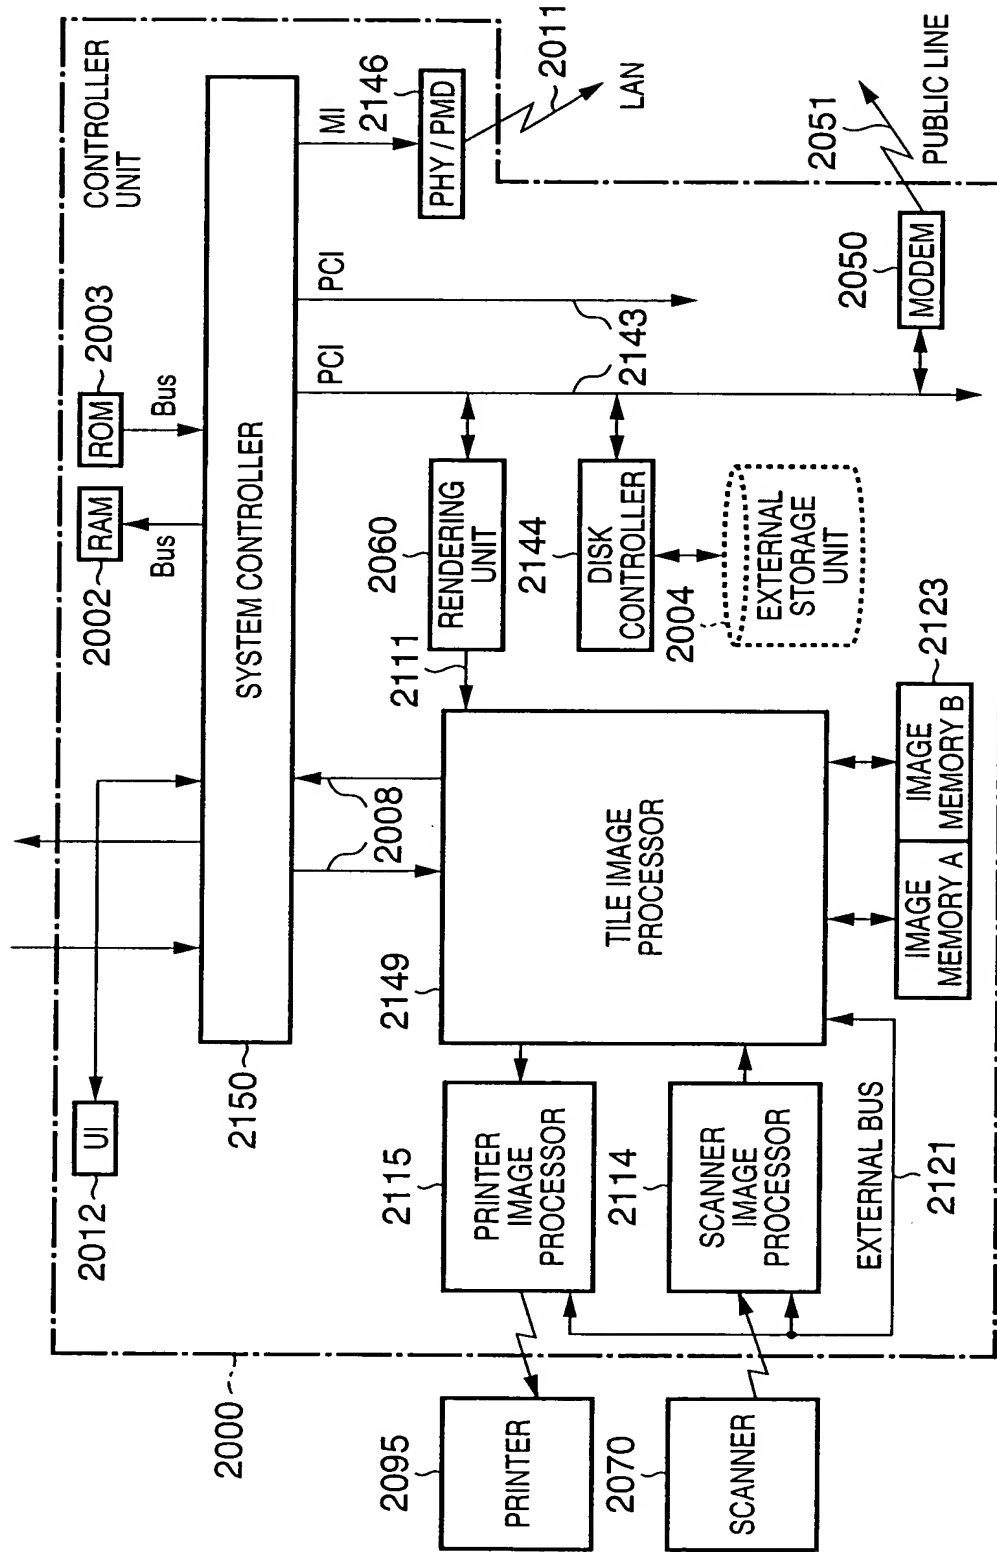 2000
CONTROLLER
UNIT
2012
UI
2002
RAM
Bus
ROM
2003
Bus
2150
SYSTEM CONTROLLER
MI
2146
PHY / PMD
2011
LAN
PCI
PCI
2143
2008
2111
2060
RENDERING
UNIT
2144
DISK
CONTROLLER
2004
EXTERNAL
STORAGE
UNIT
2050
MODEM
2051
PUBLIC LINE
2149
TILE IMAGE
PROCESSOR
2115
PRINTER
IMAGE
PROCESSOR
2114
SCANNER
IMAGE
PROCESSOR
EXTERNAL BUS
2121
IMAGE
MEMORY A
IMAGE
MEMORY B
2123
2095
PRINTER
2070
SCANNER